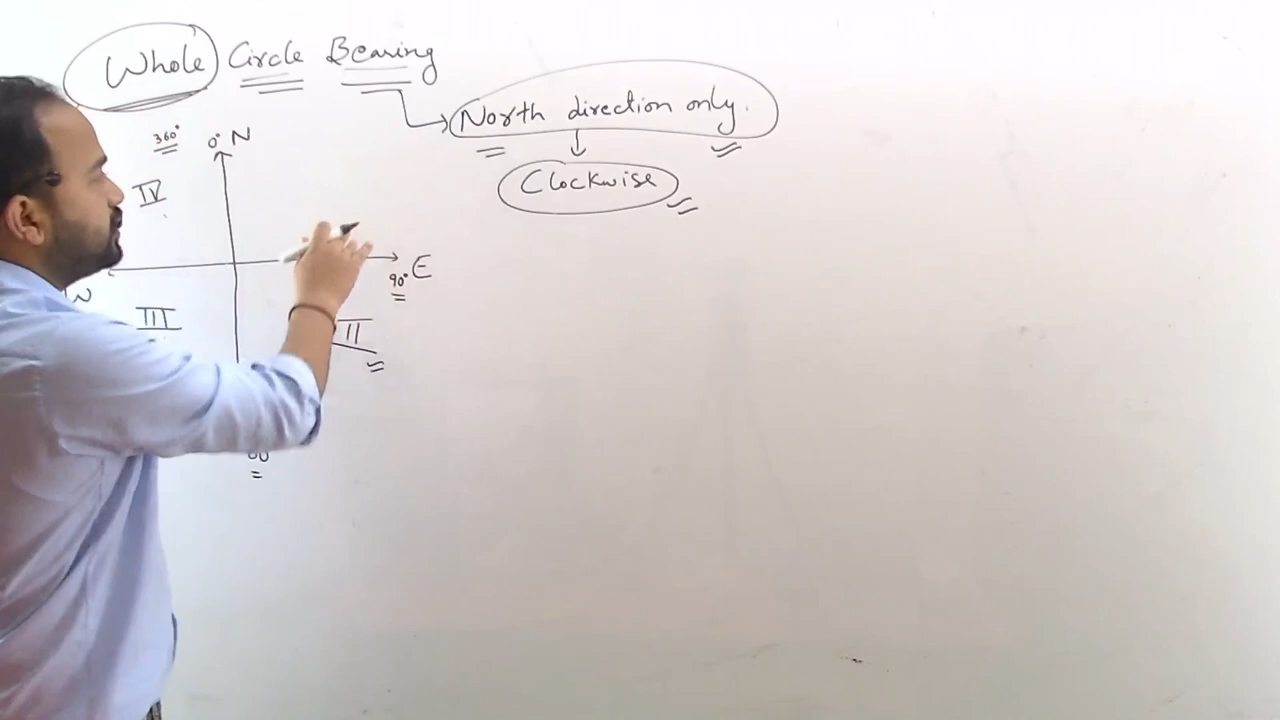 Whole Circle Bearing
North direction only.
Clockwise
360°
0° N
IV
90° E
III
II